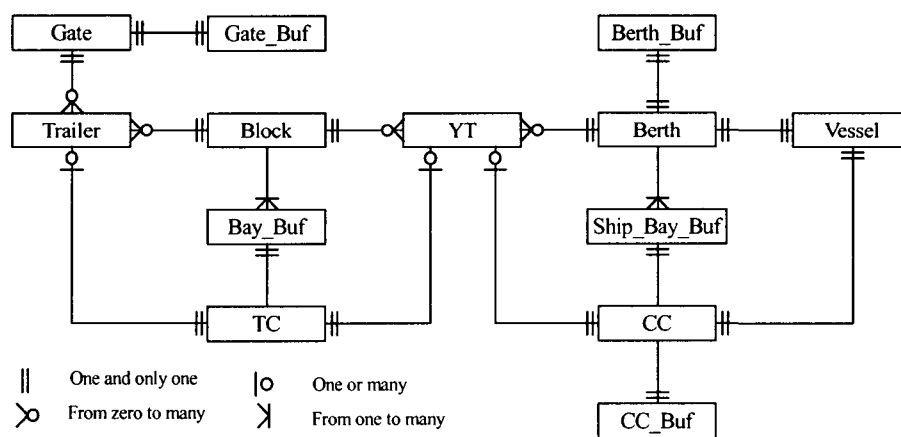 Gate
Gate_Buf
Berth_Buf
Trailer
Block
YT
Berth
Vessel
Bay_Buf
Ship_Bay_Buf
TC
CC
CC_Buf
One and only one
One or many
From zero to many
From one to many